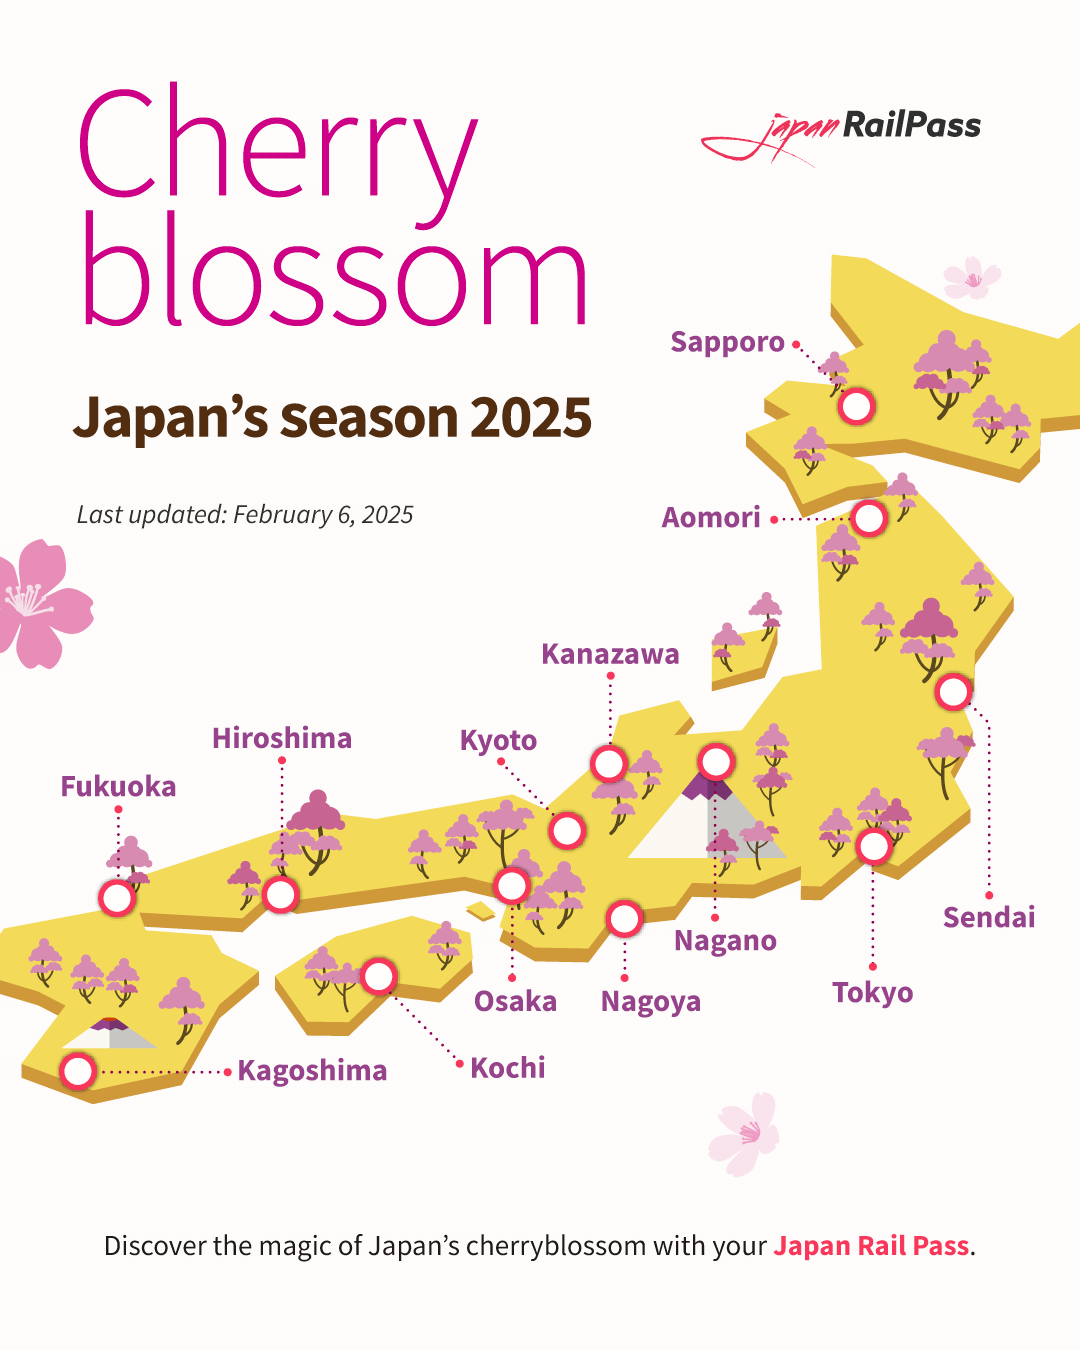 Cherry
blossom
japan RailPass
Japan's season 2025
Last updated: February 6, 2025
Sapporo
Aomori
Kanazawa
Hiroshima
Kyoto
Fukuoka
Sendai
Nagano
Tokyo
Osaka
Nagoya
Kagoshima
Kochi
Discover the magic of Japan's cherryblossom with your Japan Rail Pass.